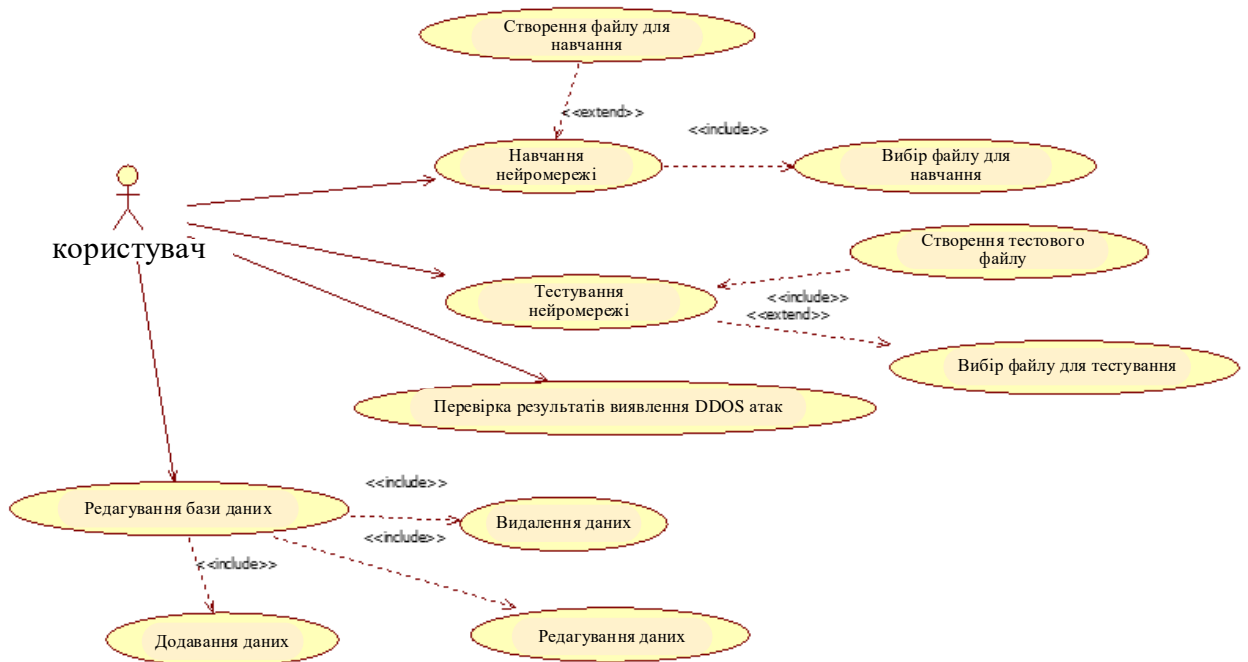 Створення файлу для
навчання
<<extend>>
<<include>>
Навчання
нейромережі
Вибір файлу для
навчання
користувач
Створення тестового
файлу
Тестування
нейромережі
<<include>>
<<extend>>
Вибір файлу для тестування
Перевірка результатів виявлення DDOS атак
<<include>>
Редагування бази даних
Видалення даних
<<include>>
<<include>>
Додавання даних
Редагування даних